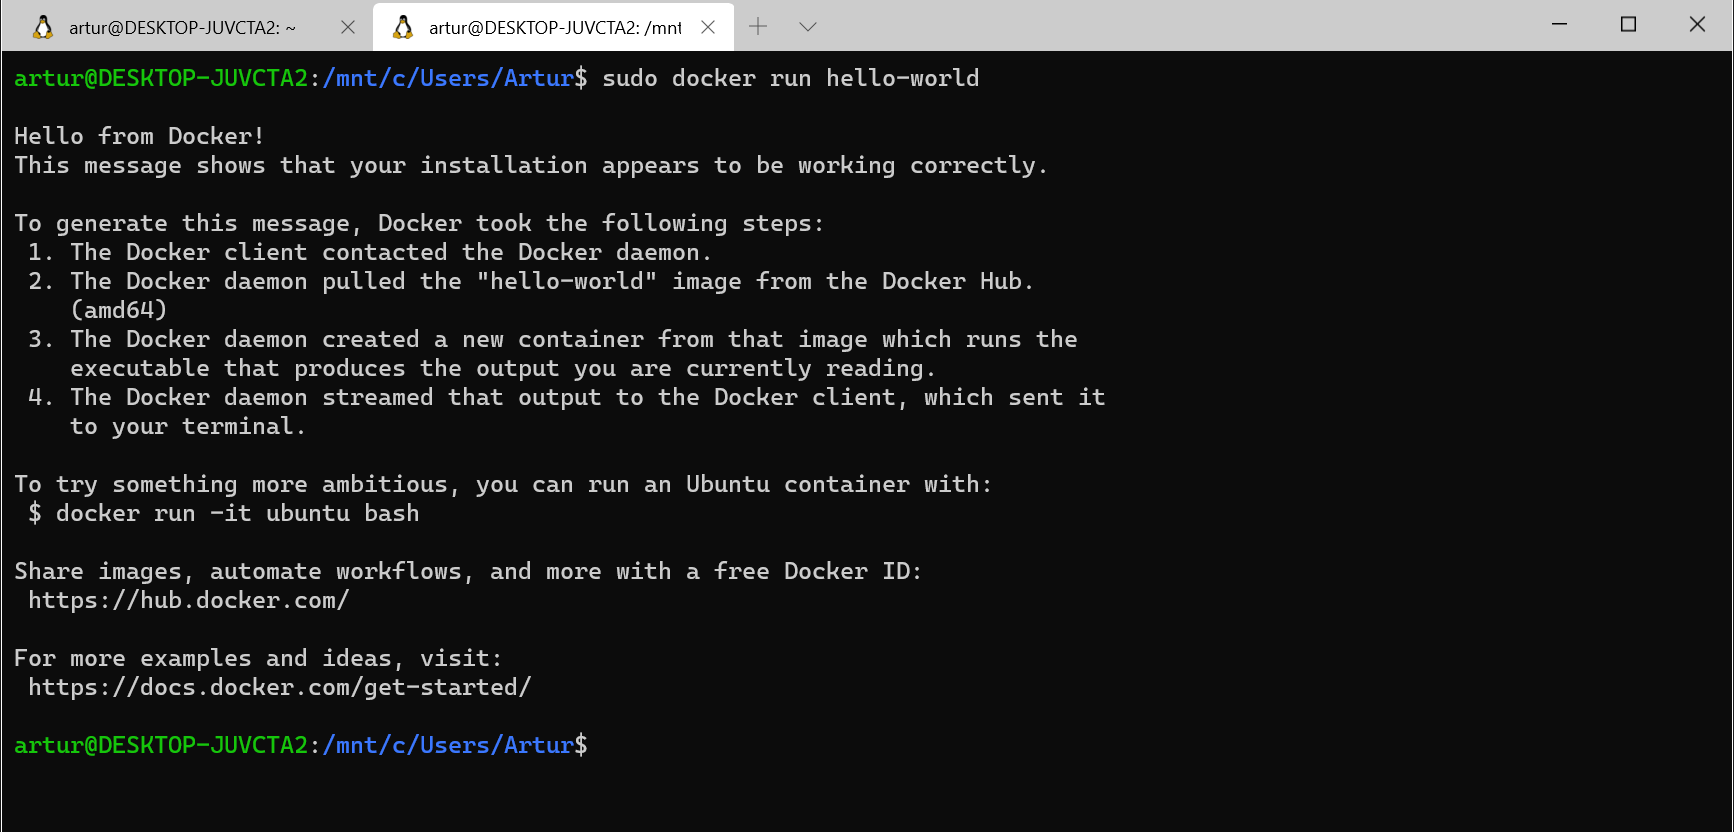 artur@DESKTOP-JUVCTA2: ~
artur@DESKTOP-JUVCTA2: /mnt
artur@DESKTOP-JUVCTA2:/mnt/c/Users/Artur$ sudo docker run hello-world
Hello from Docker!
This message shows that your installation appears to be working correctly.
To generate this message, Docker took the following steps:
1. The Docker client contacted the Docker daemon.
2. The Docker daemon pulled the "hello-world" image from the Docker Hub.
(amd64)
3. The Docker daemon created a new container from that image which runs the
executable that produces the output you are currently reading.
4. The Docker daemon streamed that output to the Docker client, which sent it
to your terminal.
To try something more ambitious, you can run an Ubuntu container with:
$ docker run -it ubuntu bash
Share images, automate workflows, and more with a free Docker ID:
https://hub.docker.com/
For more examples and ideas, visit:
https://docs.docker.com/get-started/
artur@DESKTOP-JUVCTA2:/mnt/c/Users/Artur$